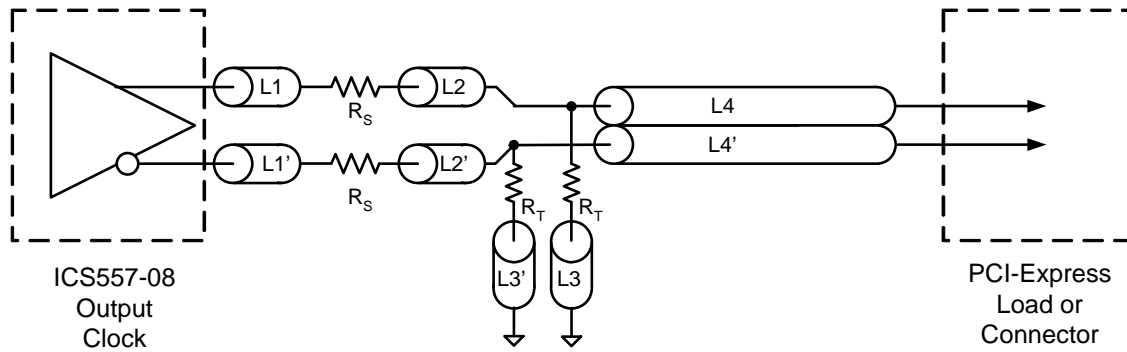 L1
R_S
L2
L4
L1’
R_S
L2’
L4’
R_T
R_T
L3’
L3
ICS557-08
Output
Clock
PCI-Express
Load or
Connector